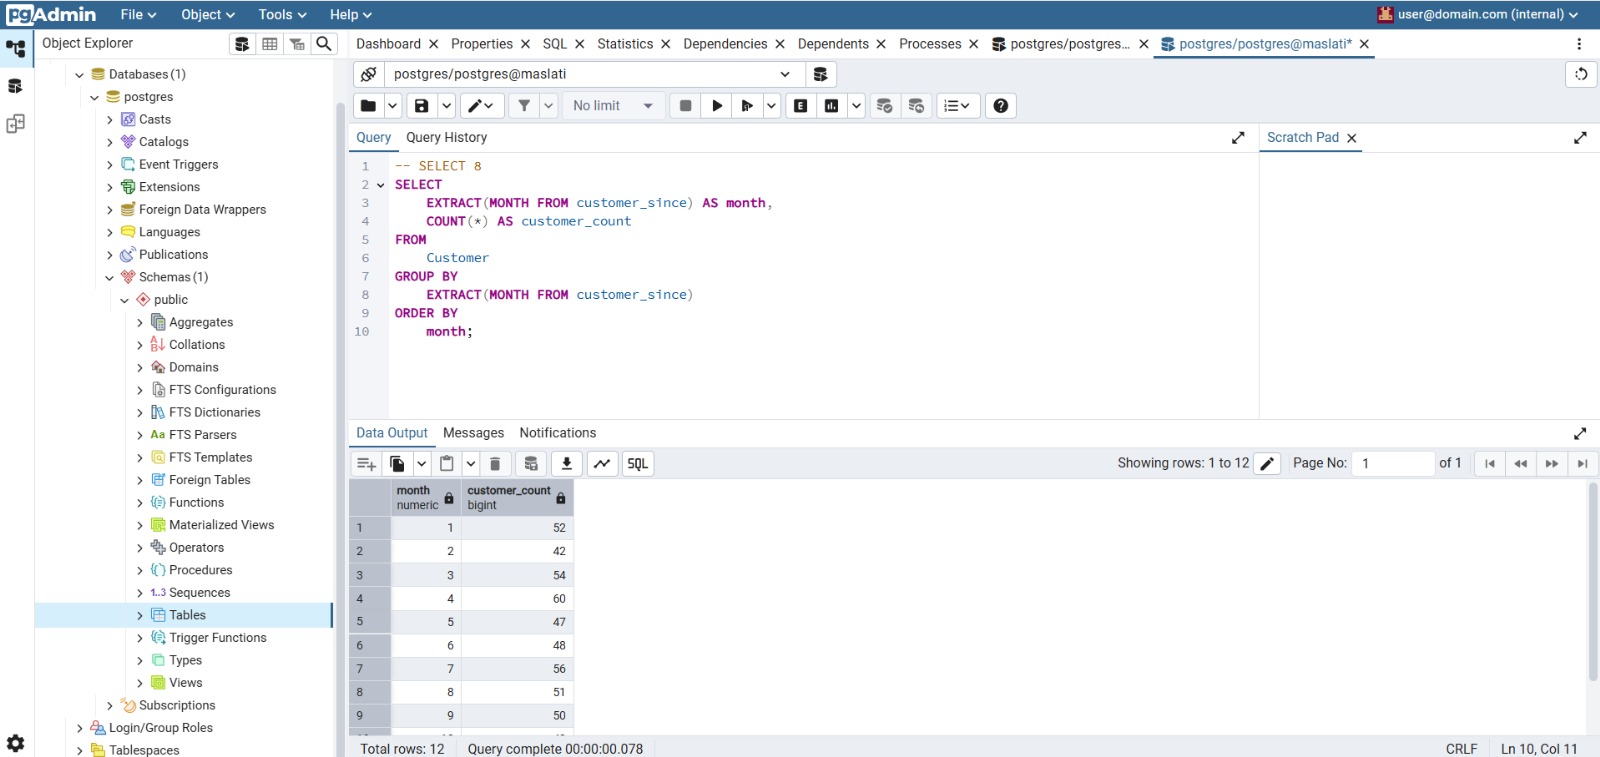 pgAdmin File Object Tools Help user@domain.com (internal)
Object Explorer
Dashboard Properties SQL Statistics Dependencies Dependents Processes postgres/postgres... postgres/postgres@maslati*
Databases (1)
postgres
Casts
Catalogs
Event Triggers
Extensions
Foreign Data Wrappers
Languages
Publications
Schemas (1)
public
Aggregates
Collations
Domains
FTS Configurations
FTS Dictionaries
Aa FTS Parsers
FTS Templates
Foreign Tables
Functions
Materialized Views
Operators
Procedures
1..3 Sequences
Tables
Trigger Functions
Types
Views
Subscriptions
Login/Group Roles
Tablespaces
postgres/postgres@maslati
No limit
E
Query Query History
Scratch Pad
1 -- SELECT 8
2 SELECT
3 EXTRACT(MONTH FROM customer_since) AS month,
4 COUNT(*) AS customer_count
5 FROM
6 Customer
7 GROUP BY
8 EXTRACT(MONTH FROM customer_since)
9 ORDER BY
10 month;
Data Output Messages Notifications
SQL
Showing rows: 1 to 12 Page No: 1 of 1
month customer_count
numeric bigint
1 1 52
2 2 42
3 3 54
4 4 60
5 5 47
6 6 48
7 7 56
8 8 51
9 9 50
Total rows: 12 Query complete 00:00:00.078 CRLF Ln 10, Col 11